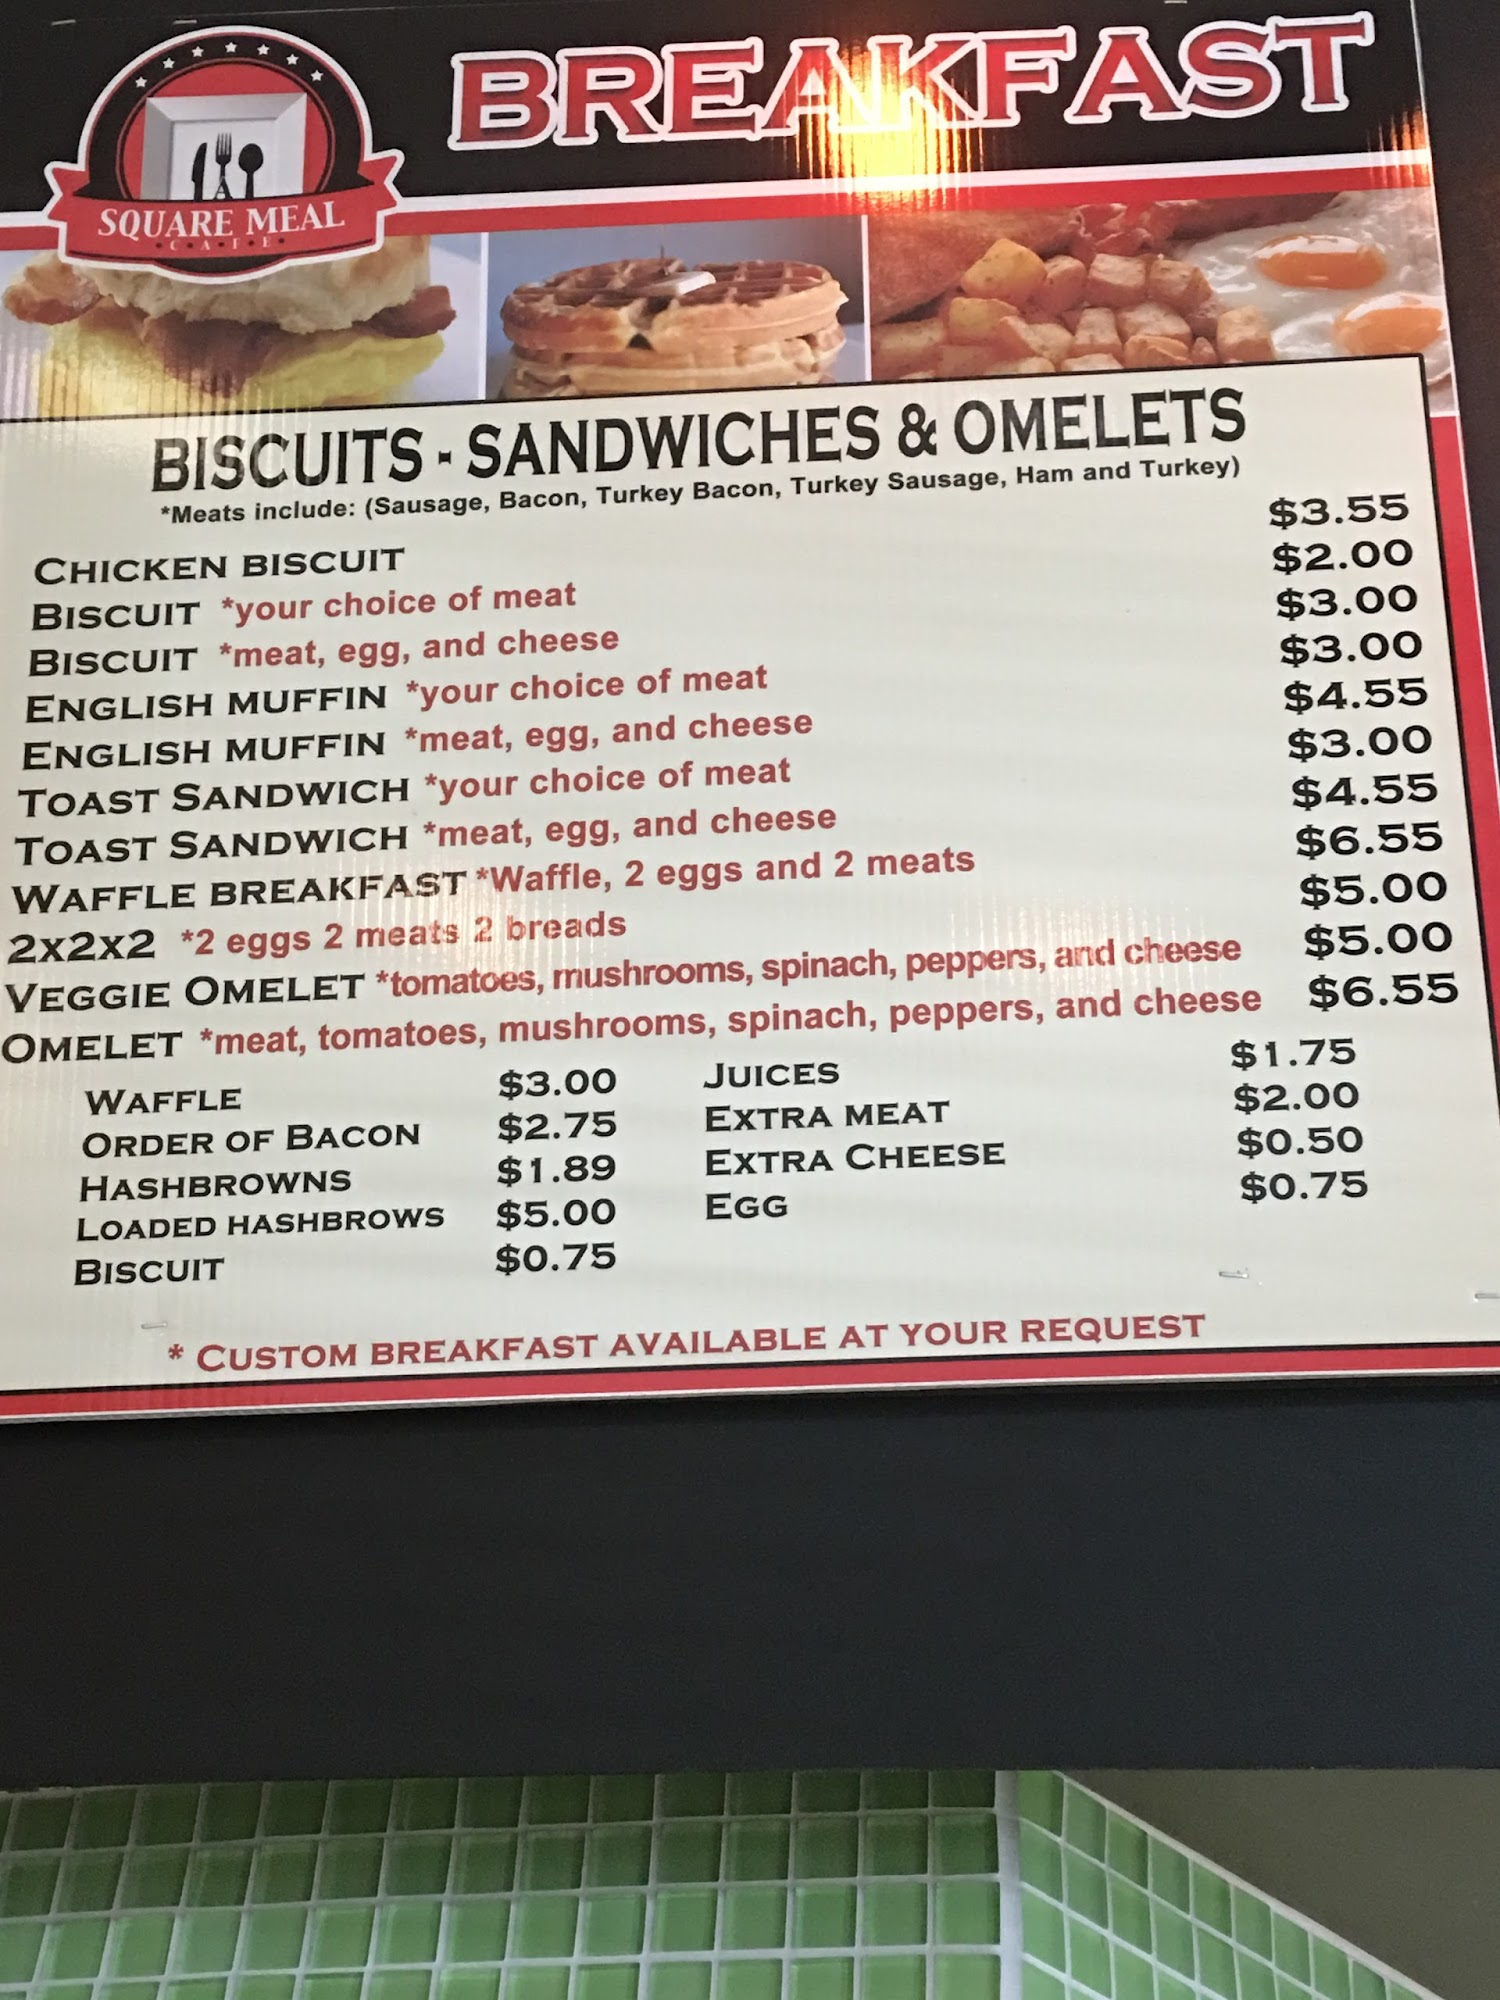 SQUARE MEAL
C·A·F·E
BREAKFAST
BISCUITS - SANDWICHES & OMELETS
*Meats include: (Sausage, Bacon, Turkey Bacon, Turkey Sausage, Ham and Turkey)
CHICKEN BISCUIT $3.55
BISCUIT *your choice of meat $2.00
BISCUIT *meat, egg, and cheese $3.00
ENGLISH MUFFIN *your choice of meat $3.00
ENGLISH MUFFIN *meat, egg, and cheese $4.55
TOAST SANDWICH *your choice of meat $3.00
TOAST SANDWICH *meat, egg, and cheese $4.55
WAFFLE BREAKFAST *Waffle, 2 eggs and 2 meats $6.55
2X2X2 *2 eggs 2 meats 2 breads $5.00
VEGGIE OMELET *tomatoes, mushrooms, spinach, peppers, and cheese $5.00
OMELET *meat, tomatoes, mushrooms, spinach, peppers, and cheese $6.55
WAFFLE $3.00
ORDER OF BACON $2.75
HASHBROWNS $1.89
LOADED HASHBROWS $5.00
BISCUIT $0.75
JUICES $1.75
EXTRA MEAT $2.00
EXTRA CHEESE $0.50
EGG $0.75
* CUSTOM BREAKFAST AVAILABLE AT YOUR REQUEST